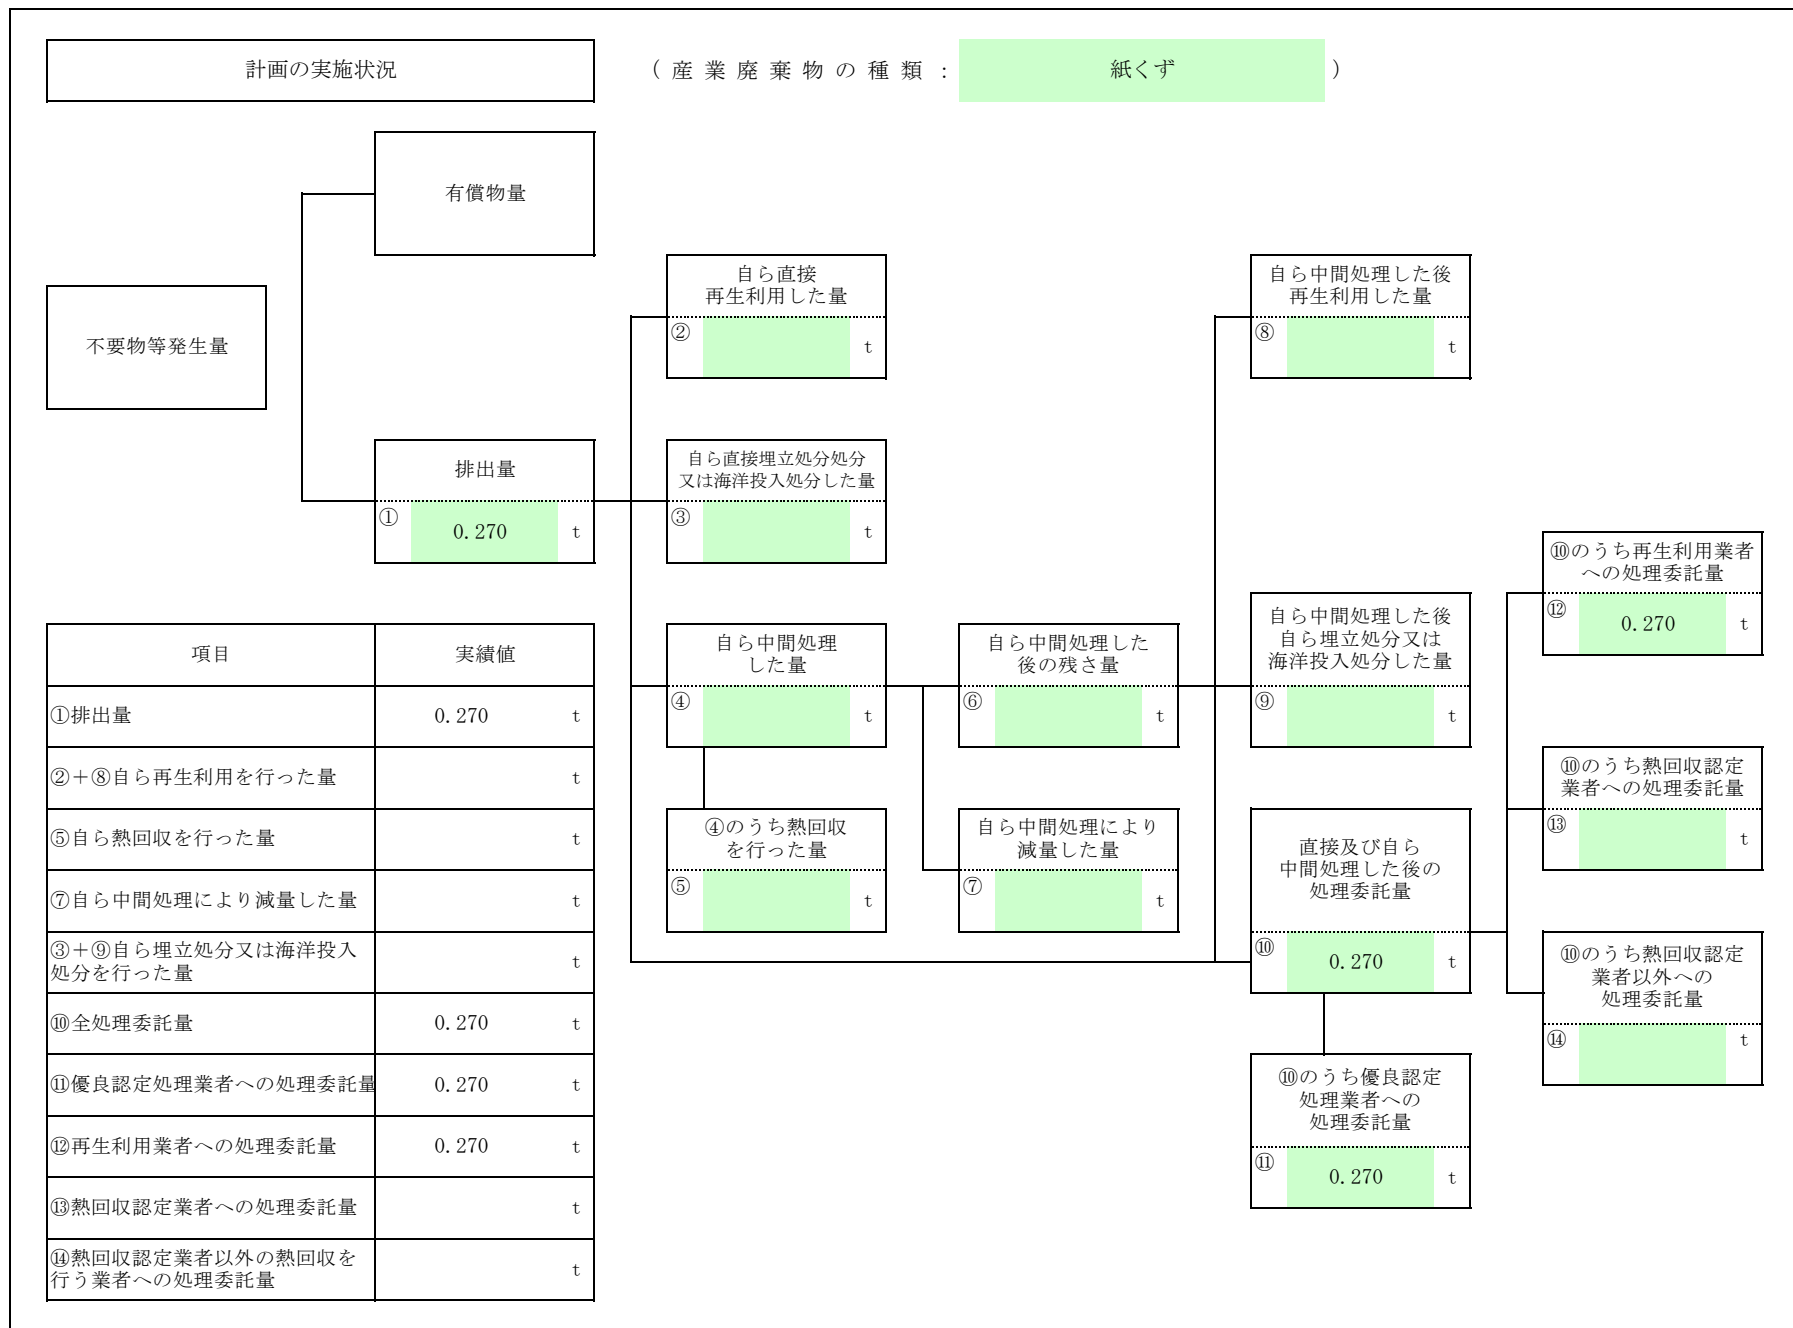 計画の実施状況
（産業廃棄物の種類：
紙くず
）
有償物量
不要物等発生量
排出量
①
0.270
t
自ら直接
再生利用した量
②
t
自ら直接埋立処分処分
又は海洋投入処分した量
③
t
自ら中間処理
した量
④
t
④のうち熱回収
を行った量
⑤
t
自ら中間処理した
後の残さ量
⑥
t
自ら中間処理により
減量した量
⑦
t
自ら中間処理した後
再生利用した量
⑧
t
自ら中間処理した後
自ら埋立処分又は
海洋投入処分した量
⑨
t
直接及び自ら
中間処理した後の
処理委託量
⑩
0.270
t
⑩のうち優良認定
処理業者への
処理委託量
⑪
0.270
t
⑩のうち再生利用業者
への処理委託量
⑫
0.270
t
⑩のうち熱回収認定
業者への処理委託量
⑬
t
⑩のうち熱回収認定
業者以外への
処理委託量
⑭
t
項目 実績値
①排出量 0.270 t
②＋⑧自ら再生利用を行った量 t
⑤自ら熱回収を行った量 t
⑦自ら中間処理により減量した量 t
③＋⑨自ら埋立処分又は海洋投入
処分を行った量 t
⑩全処理委託量 0.270 t
⑪優良認定処理業者への処理委託量 0.270 t
⑫再生利用業者への処理委託量 0.270 t
⑬熱回収認定業者への処理委託量 t
⑭熱回収認定業者以外の熱回収を
行う業者への処理委託量 t